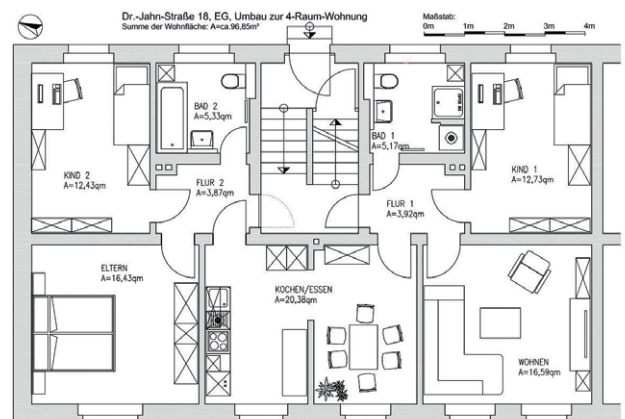 Dr.-Jahn-Straße 18, EG, Umbau zur 4-Raum-Wohnung
Summe der Wohnfläche: A=ca.96,85m²
Maßstab:
0m 1m 2m 3m 4m
BAD 2
A=5,33qm
BAD 1
A=5,17qm
KIND 2
A=12,43qm
FLUR 2
A=3,87qm
FLUR 1
A=3,92qm
KIND 1
A=12,73qm
ELTERN
A=16,43qm
KOCHEN/ESSEN
A=20,38qm
WOHNEN
A=16,59qm